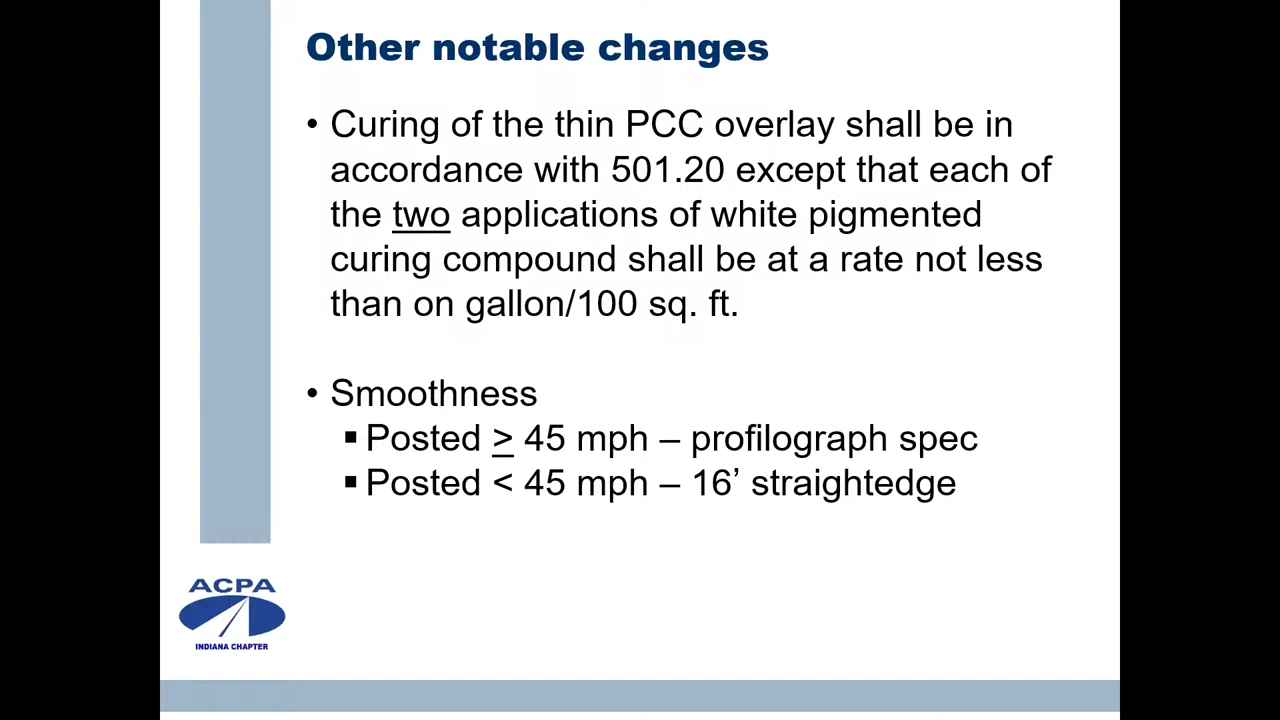 Other notable changes
• Curing of the thin PCC overlay shall be in
accordance with 501.20 except that each of
the two applications of white pigmented
curing compound shall be at a rate not less
than on gallon/100 sq. ft.
• Smoothness
▪ Posted ≥ 45 mph – profilograph spec
▪ Posted < 45 mph – 16’ straightedge
ACPA
INDIANA CHAPTER